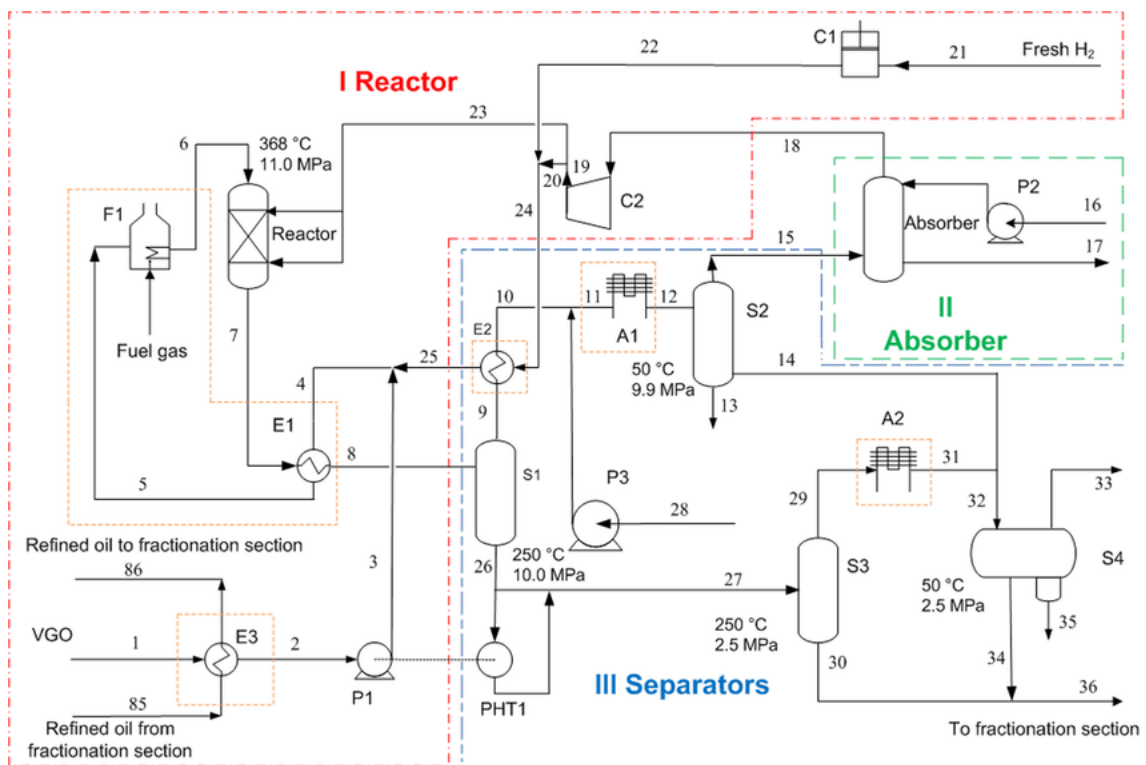 C1
22
21
Fresh H2
I Reactor
23
6
368 °C
11.0 MPa
18
19
20
C2
24
P2
16
F1
Reactor
Absorber
17
15
II
Absorber
10
11
12
A1
S2
7
Fuel gas
E2
25
4
50 °C
9.9 MPa
14
13
9
E1
8
A2
5
S1
P3
31
33
28
29
32
Refined oil to fractionation section
3
26
250 °C
10.0 MPa
27
S3
S4
86
50 °C
2.5 MPa
VGO
1
E3
2
250 °C
2.5 MPa
35
30
34
85
P1
PHT1
III Separators
36
Refined oil from
fractionation section
To fractionation section